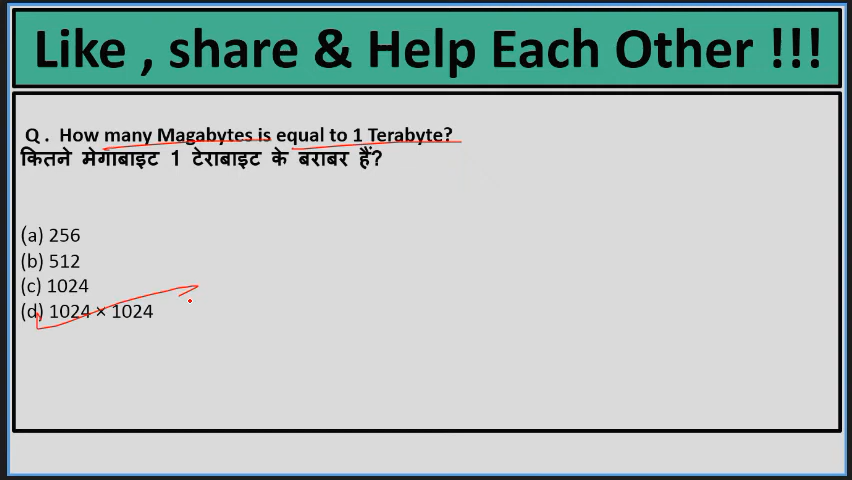 Like , share & Help Each Other !!!
Q . How many Magabytes is equal to 1 Terabyte?
कितने मेगाबाइट 1 टेराबाइट के बराबर हैं?
(a) 256
(b) 512
(c) 1024
(d) 1024 × 1024